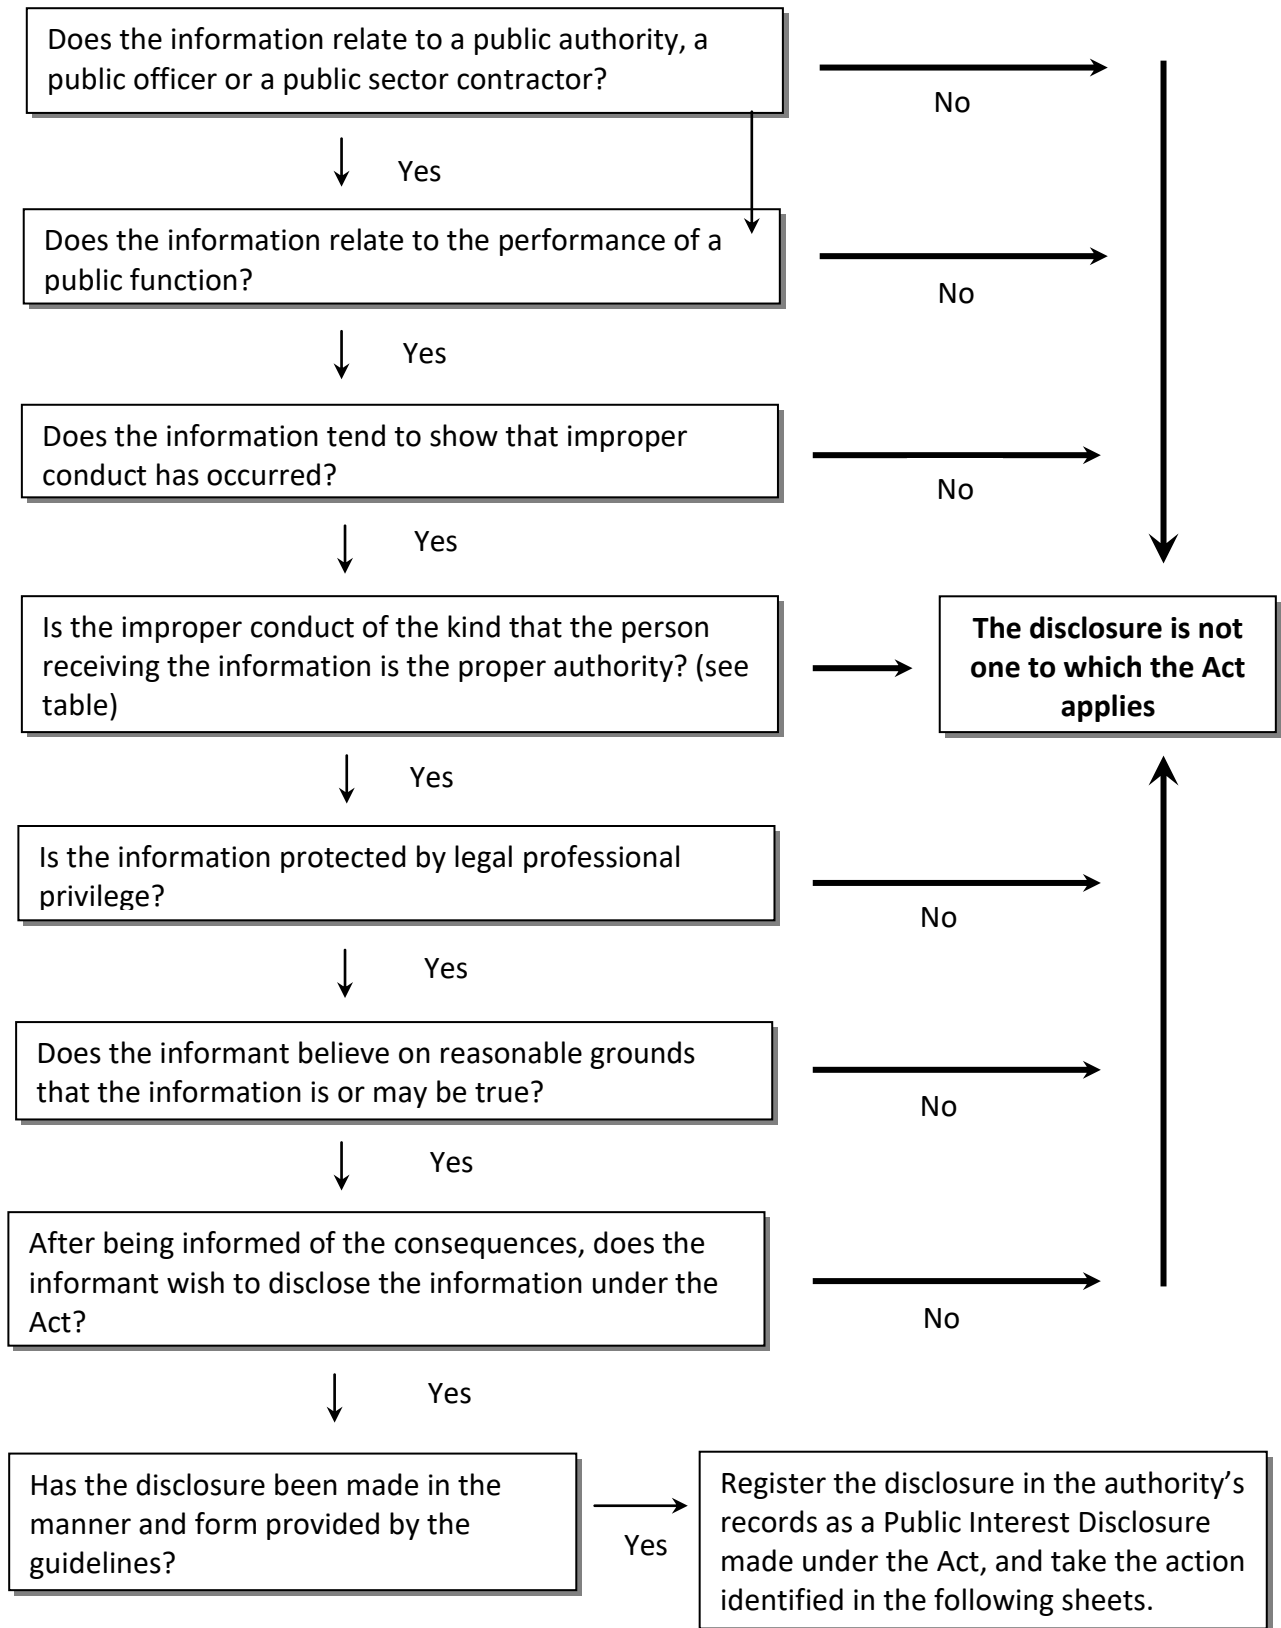 Does the information relate to a public authority, a
public officer or a public sector contractor?
No
Yes
Does the information relate to the performance of a
public function?
No
Yes
Does the information tend to show that improper
conduct has occurred?
No
Yes
Is the improper conduct of the kind that the person
receiving the information is the proper authority? (see
table)
The disclosure is not
one to which the Act
applies
Yes
Is the information protected by legal professional
privilege?
No
Yes
Does the informant believe on reasonable grounds
that the information is or may be true?
No
Yes
After being informed of the consequences, does the
informant wish to disclose the information under the
Act?
No
Yes
Has the disclosure been made in the
manner and form provided by the
guidelines?
Yes
Register the disclosure in the authority’s
records as a Public Interest Disclosure
made under the Act, and take the action
identified in the following sheets.